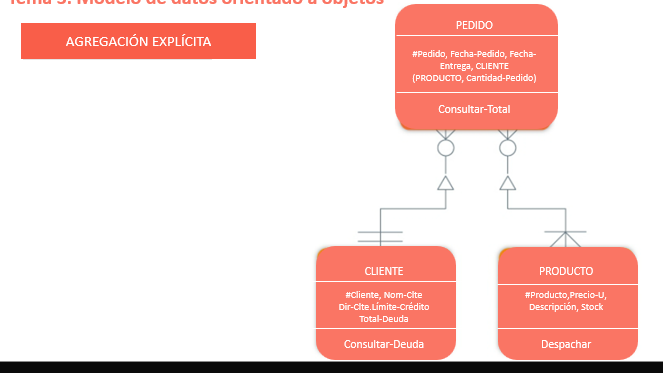 Tema 3. Modelo de datos orientado a objetos
AGREGACIÓN EXPLÍCITA
PEDIDO
#Pedido, Fecha-Pedido, Fecha-
Entrega, CLIENTE
(PRODUCTO, Cantidad-Pedido)
Consultar-Total
CLIENTE
#Cliente, Nom-Clte
Dir-Clte.Límite-Crédito
Total-Deuda
Consultar-Deuda
PRODUCTO
#Producto,Precio-U,
Descripción, Stock
Despachar